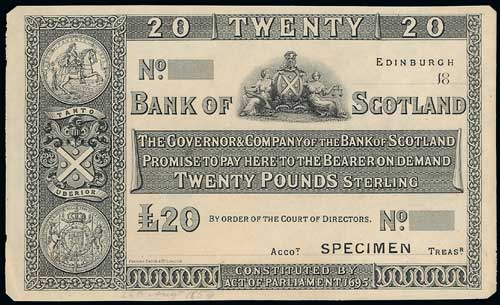 20 TWENTY 20
No.
EDINBURGH
18
BANK OF SCOTLAND
TANTO
UBERIOR
THE GOVERNOR & COMPANY OF THE BANK OF SCOTLAND
PROMISE TO PAY HERE TO THE BEARER ON DEMAND
TWENTY POUNDS STERLING
£20 BY ORDER OF THE COURT OF DIRECTORS. No.
ACCOT SPECIMEN TREASR
CONSTITUTED BY
ACT OF PARLIAMENT 1695